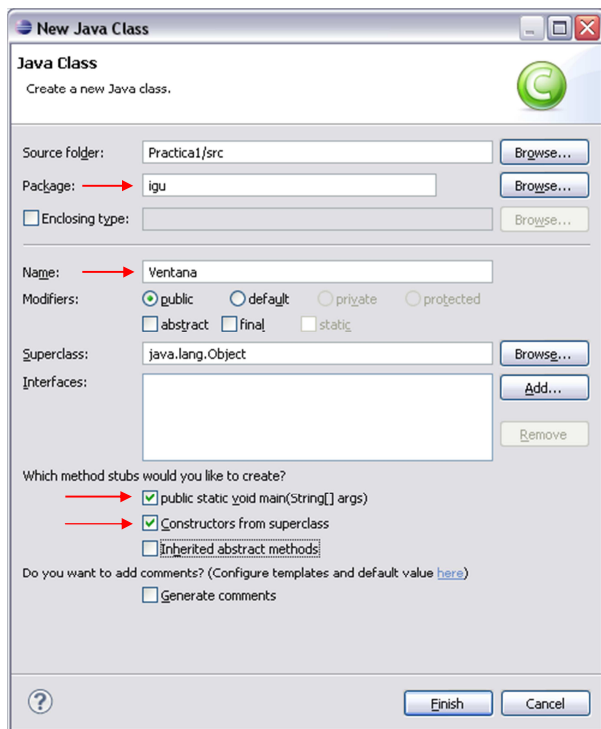 New Java Class
Java Class
Create a new Java class.
Source folder: Practica1/src Browse...
Package: igu Browse...
Enclosing type: Browse...
Name: Ventana
Modifiers: public default private protected
abstract final static
Superclass: java.lang.Object Browse...
Interfaces: Add...
Remove
Which method stubs would you like to create?
public static void main(String[] args)
Constructors from superclass
Inherited abstract methods
Do you want to add comments? (Configure templates and default value here)
Generate comments
? Finish Cancel